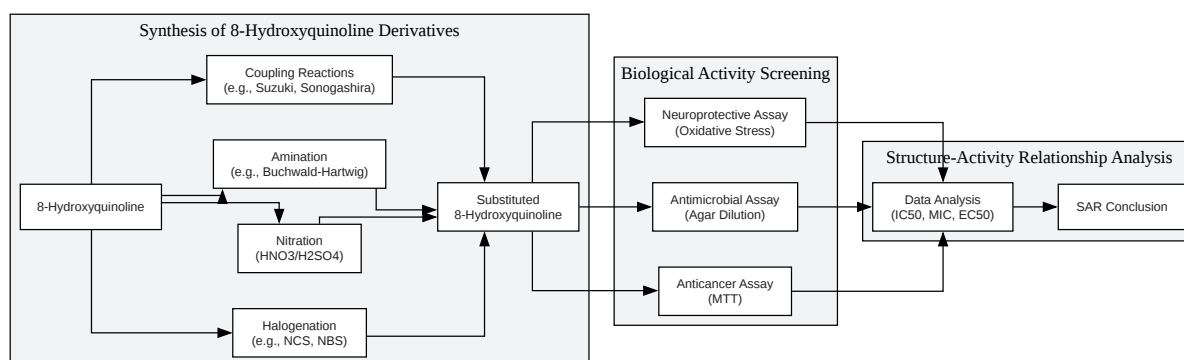 Synthesis of 8-Hydroxyquinoline Derivatives
Coupling Reactions
(e.g., Suzuki, Sonogashira)
Amination
(e.g., Buchwald-Hartwig)
8-Hydroxyquinoline
Nitration
(HNO3/H2SO4)
Halogenation
(e.g., NCS, NBS)
Substituted
8-Hydroxyquinoline
Biological Activity Screening
Neuroprotective Assay
(Oxidative Stress)
Antimicrobial Assay
(Agar Dilution)
Anticancer Assay
(MTT)
Structure-Activity Relationship Analysis
Data Analysis
(IC50, MIC, EC50)
SAR Conclusion